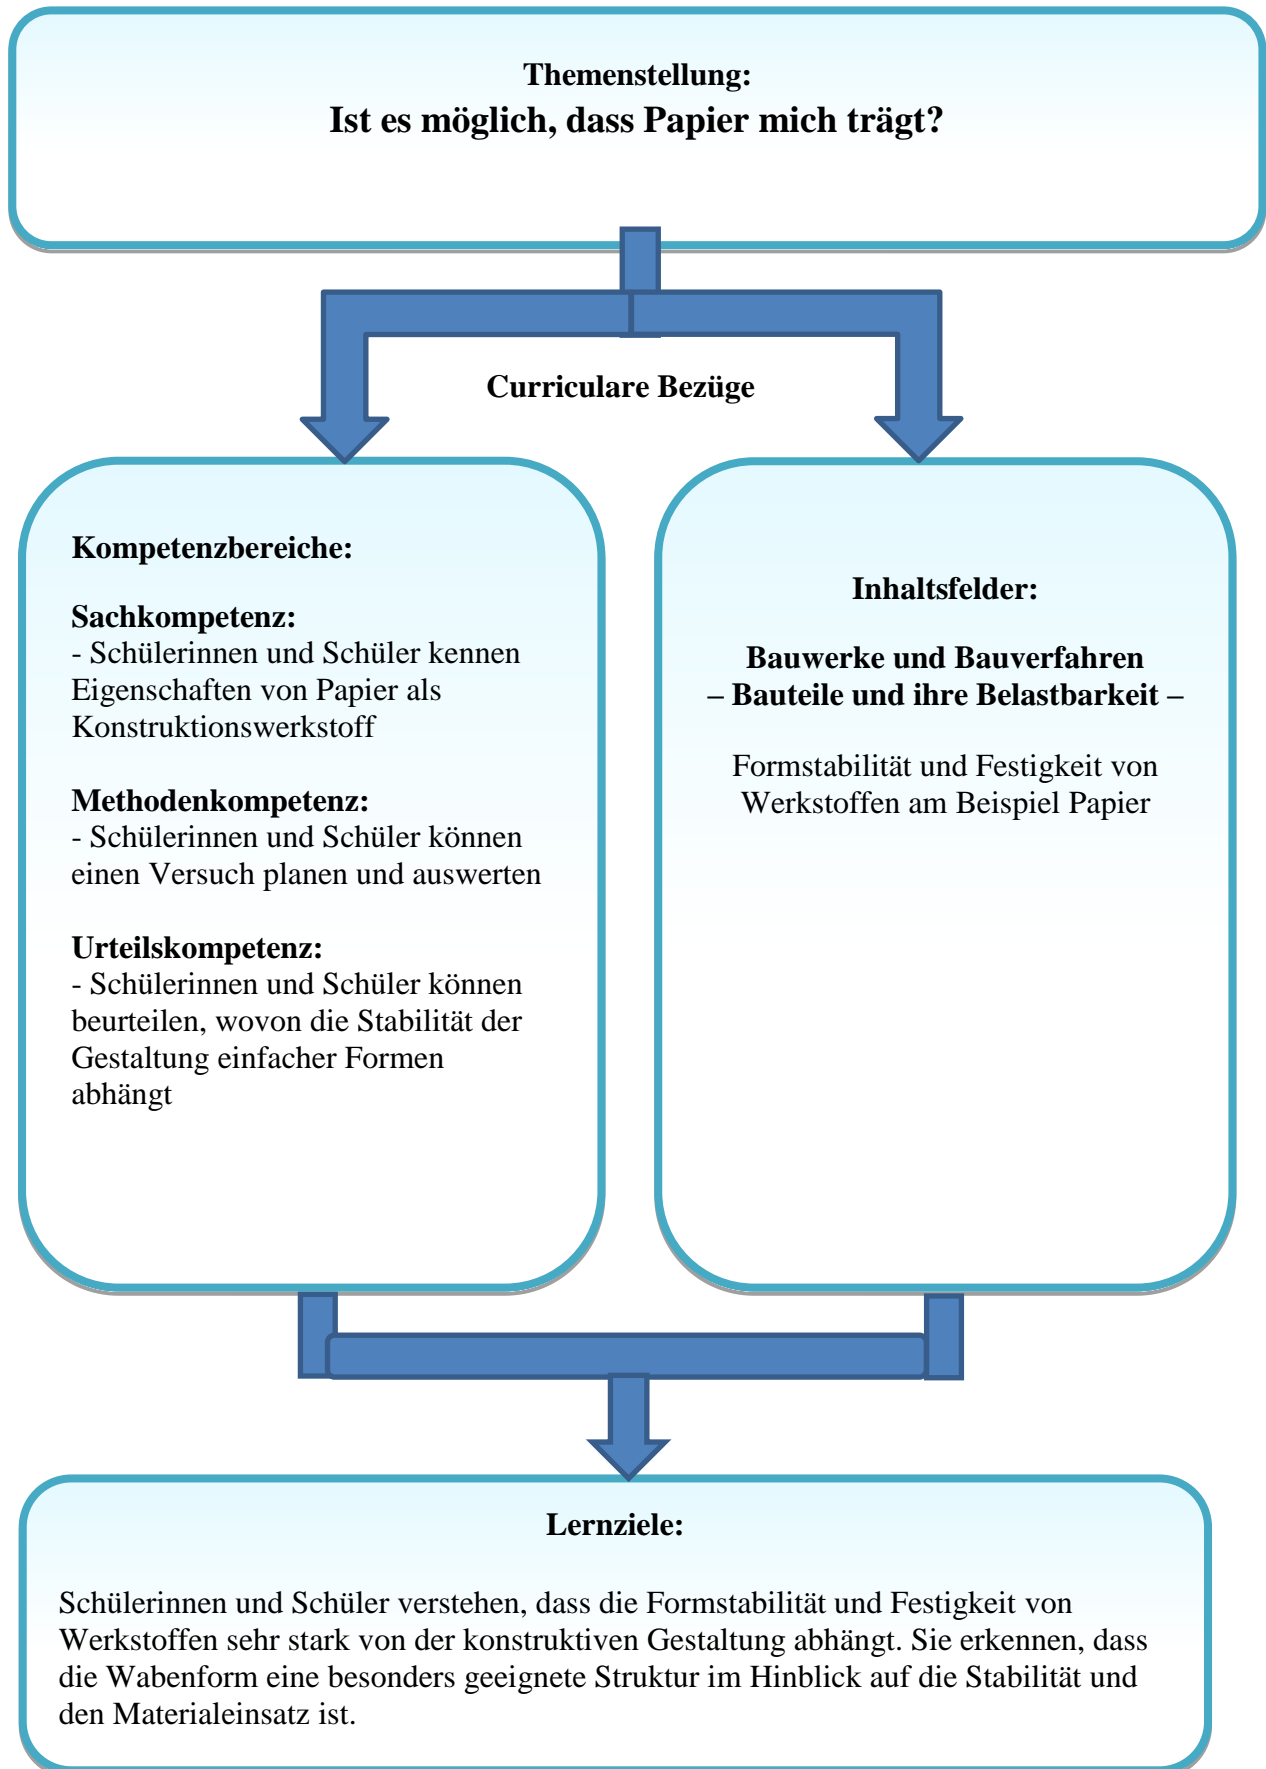 Themenstellung:
Ist es möglich, dass Papier mich trägt?
Curriculare Bezüge
Kompetenzbereiche:
Sachkompetenz:
- Schülerinnen und Schüler kennen
Eigenschaften von Papier als
Konstruktionswerkstoff
Methodenkompetenz:
- Schülerinnen und Schüler können
einen Versuch planen und auswerten
Urteilskompetenz:
- Schülerinnen und Schüler können
beurteilen, wovon die Stabilität der
Gestaltung einfacher Formen
abhängt
Inhaltsfelder:
Bauwerke und Bauverfahren
– Bauteile und ihre Belastbarkeit –
Formstabilität und Festigkeit von
Werkstoffen am Beispiel Papier
Lernziele:
Schülerinnen und Schüler verstehen, dass die Formstabilität und Festigkeit von
Werkstoffen sehr stark von der konstruktiven Gestaltung abhängt. Sie erkennen, dass
die Wabenform eine besonders geeignete Struktur im Hinblick auf die Stabilität und
den Materialeinsatz ist.